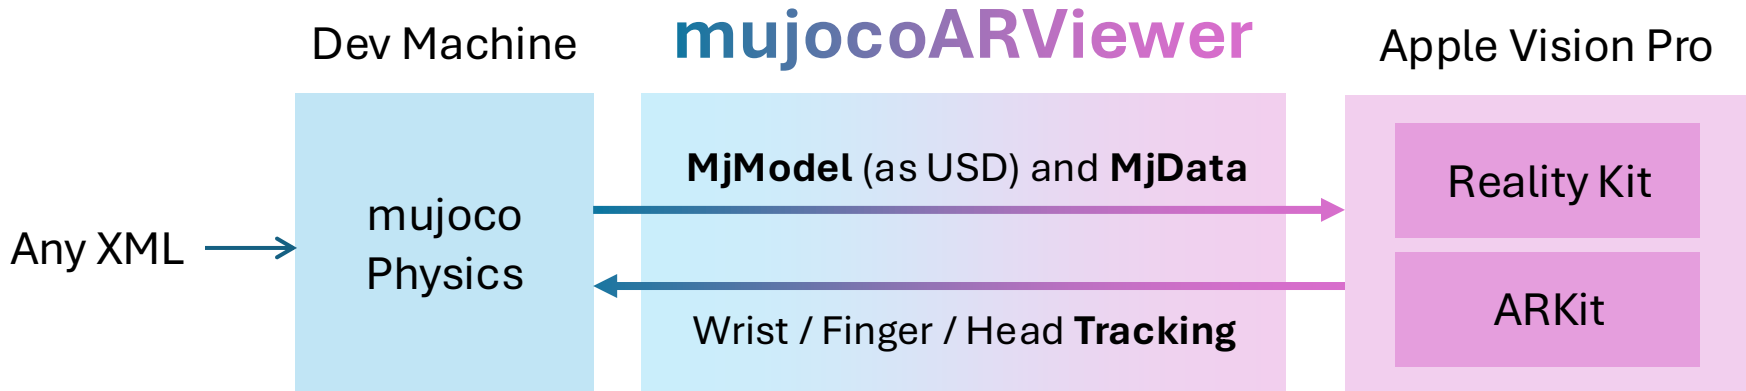 Dev Machine
mujocoARViewer
Apple Vision Pro
Any XML
mujoco
Physics
MjModel (as USD) and MjData
Wrist / Finger / Head Tracking
Reality Kit
ARKit